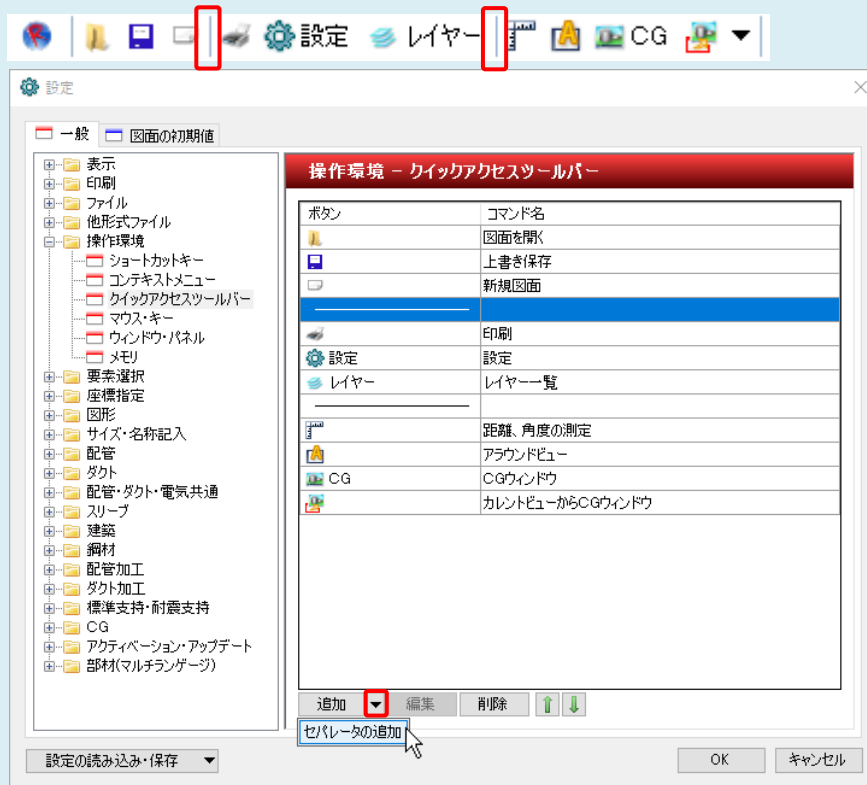 設定 レイヤー CG
設定
一般 図面の初期値
表示
印刷
ファイル
他形式ファイル
操作環境
ショートカットキー
コンテキストメニュー
クイックアクセスツールバー
マウス・キー
ウィンドウ・パネル
メモリ
要素選択
座標指定
図形
サイズ・名称記入
配管
ダクト
配管・ダクト・電気共通
スリーブ
建築
鋼材
配管加工
ダクト加工
標準支持・耐震支持
CG
アクティベーション・アップデート
部材(マルチランゲージ)
操作環境 - クイックアクセスツールバー
ボタン コマンド名
図面を開く
上書き保存
新規図面
印刷
設定 設定
レイヤー レイヤー一覧
距離、角度の測定
アラウンドビュー
CG CGウィンドウ
カレントビューからCGウィンドウ
追加 編集 削除
セパレータの追加
設定の読み込み・保存 OK キャンセル